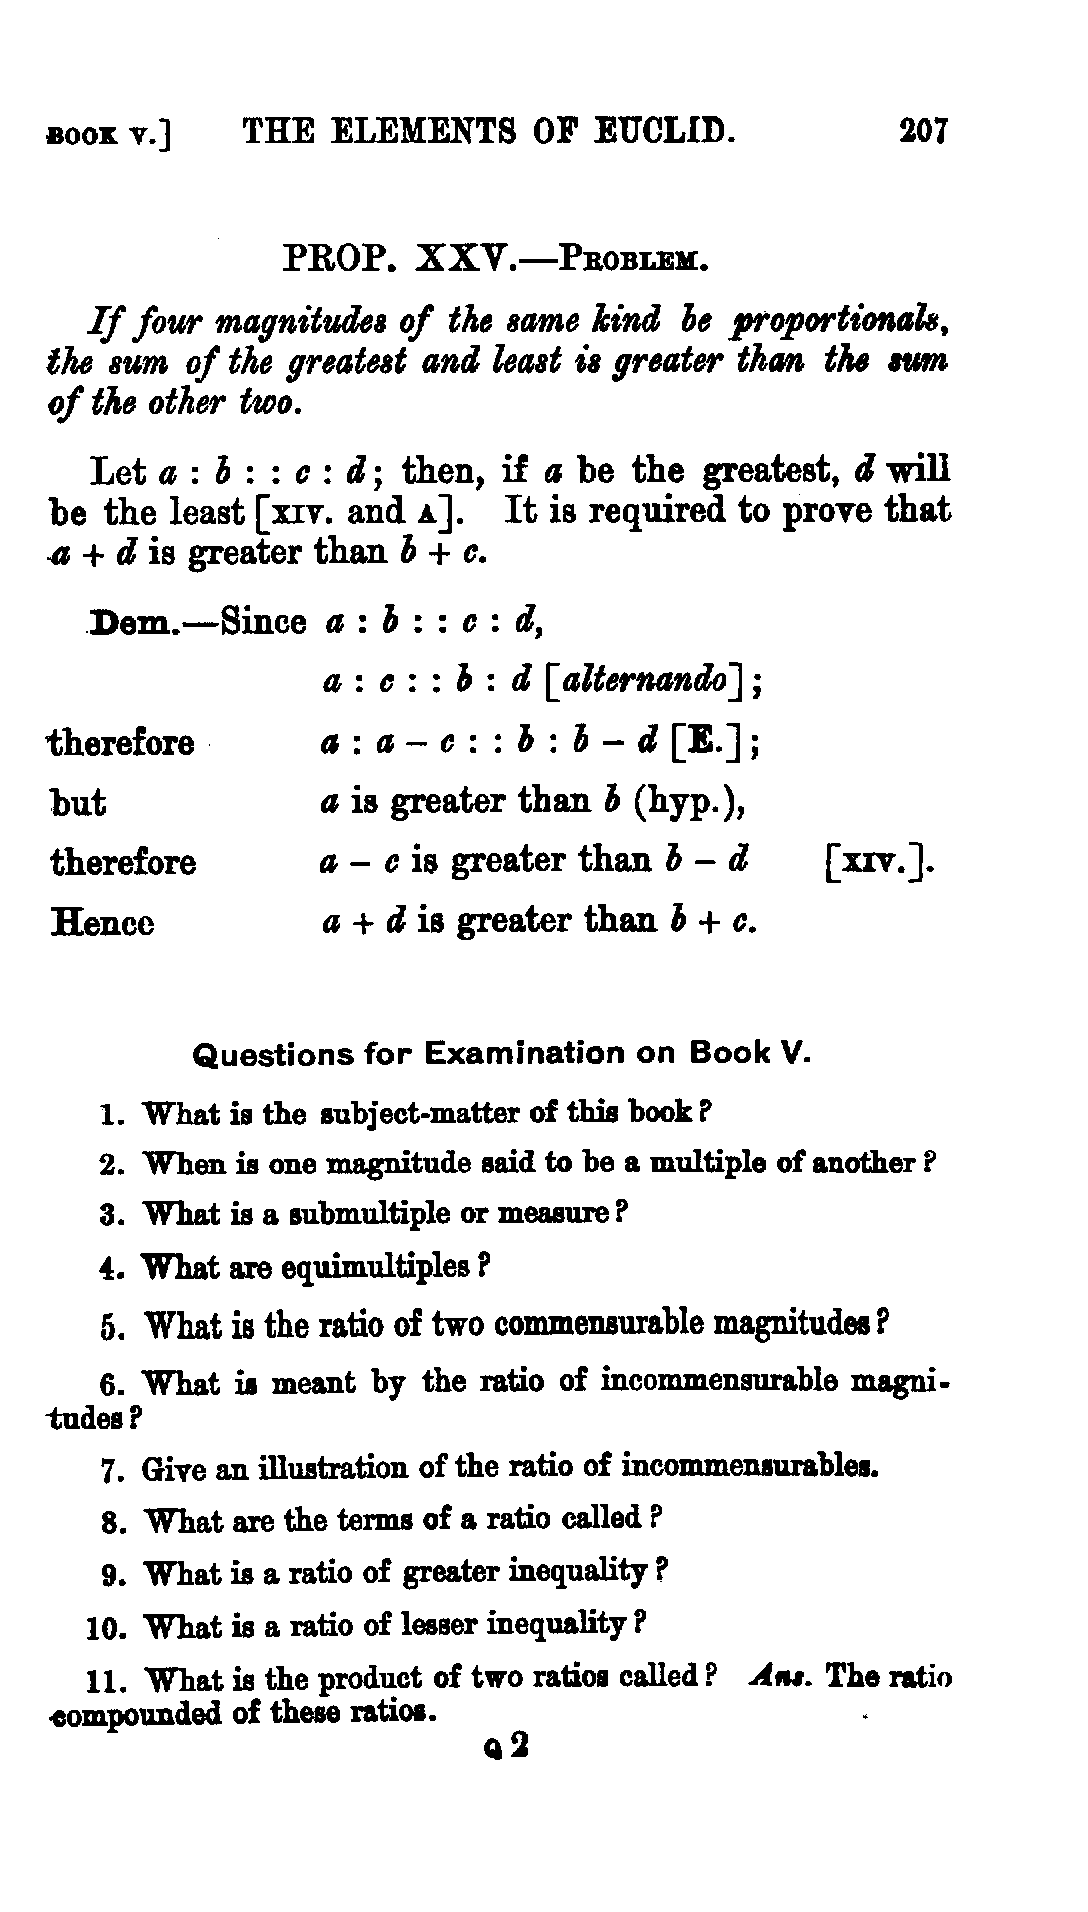 BOOK V.] THE ELEMENTS OF EUCLID. 207
PROP. XXV.—PROBLEM.
If four magnitudes of the same kind be proportionals,
the sum of the greatest and least is greater than the sum
of the other two.
Let a : b : : c : d; then, if a be the greatest, d will
be the least [XIV. and A]. It is required to prove that
a + d is greater than b + c.
Dem.—Since a : b : : c : d,
a : c : : b : d [alternando];
therefore a : a - c : : b : b - d [E.];
but a is greater than b (hyp.),
therefore a - c is greater than b - d [XIV.].
Hence a + d is greater than b + c.
Questions for Examination on Book V.
1. What is the subject-matter of this book?
2. When is one magnitude said to be a multiple of another?
3. What is a submultiple or measure?
4. What are equimultiples?
5. What is the ratio of two commensurable magnitudes?
6. What is meant by the ratio of incommensurable magni-
tudes?
7. Give an illustration of the ratio of incommensurables.
8. What are the terms of a ratio called?
9. What is a ratio of greater inequality?
10. What is a ratio of lesser inequality?
11. What is the product of two ratios called? Ans. The ratio
compounded of these ratios.
Q 2